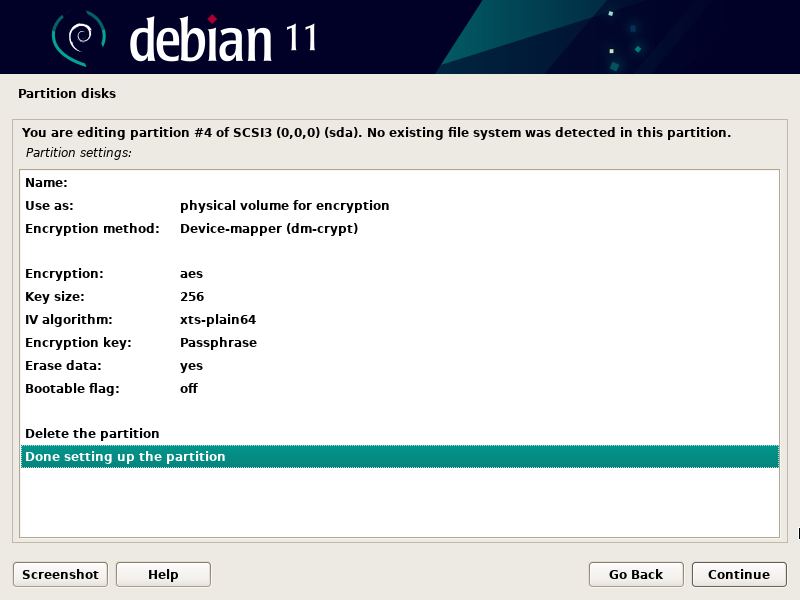 debian 11
Partition disks
You are editing partition #4 of SCSI3 (0,0,0) (sda). No existing file system was detected in this partition.
Partition settings:
Name:
Use as: physical volume for encryption
Encryption method: Device-mapper (dm-crypt)
Encryption: aes
Key size: 256
IV algorithm: xts-plain64
Encryption key: Passphrase
Erase data: yes
Bootable flag: off
Delete the partition
Done setting up the partition
Screenshot Help Go Back Continue